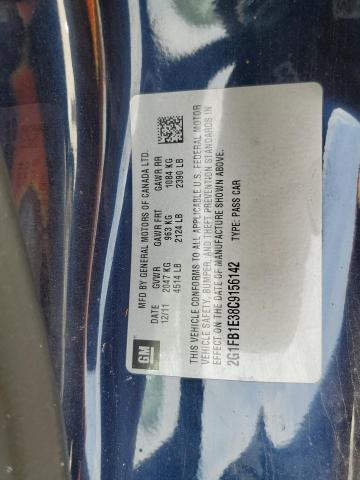 GM
MFD BY GENERAL MOTORS OF CANADA LTD.
DATE GVWR GAWR FRT GAWR RR
12/11 2047 KG 963 KG 1084 KG
4514 LB 2124 LB 2390 LB
THIS VEHICLE CONFORMS TO ALL APPLICABLE U.S. FEDERAL MOTOR
VEHICLE SAFETY, BUMPER, AND THEFT PREVENTION STANDARDS IN
EFFECT ON THE DATE OF MANUFACTURE SHOWN ABOVE.
2G1FB1E38C9156142 TYPE: PASS CAR